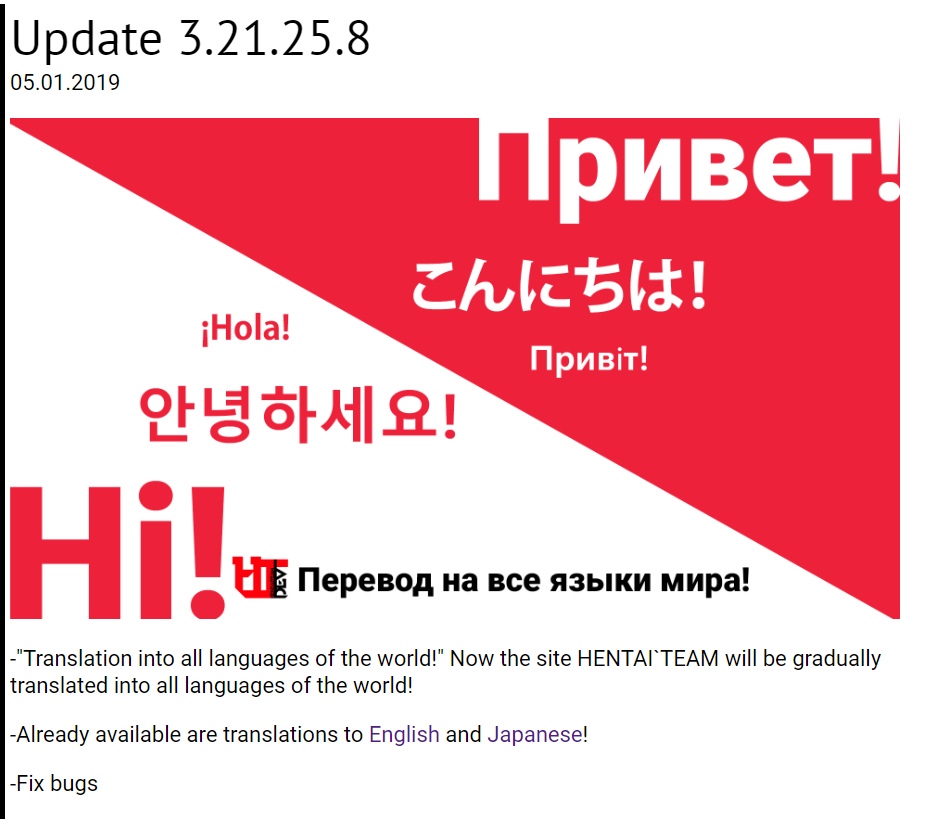 Update 3.21.25.8
05.01.2019
Привет!
こんにちは!
¡Hola!
Привіт!
안녕하세요!
Hi!
HT DEV Перевод на все языки мира!
-"Translation into all languages of the world!" Now the site HENTAI`TEAM will be gradually
translated into all languages of the world!
-Already available are translations to English and Japanese!
-Fix bugs